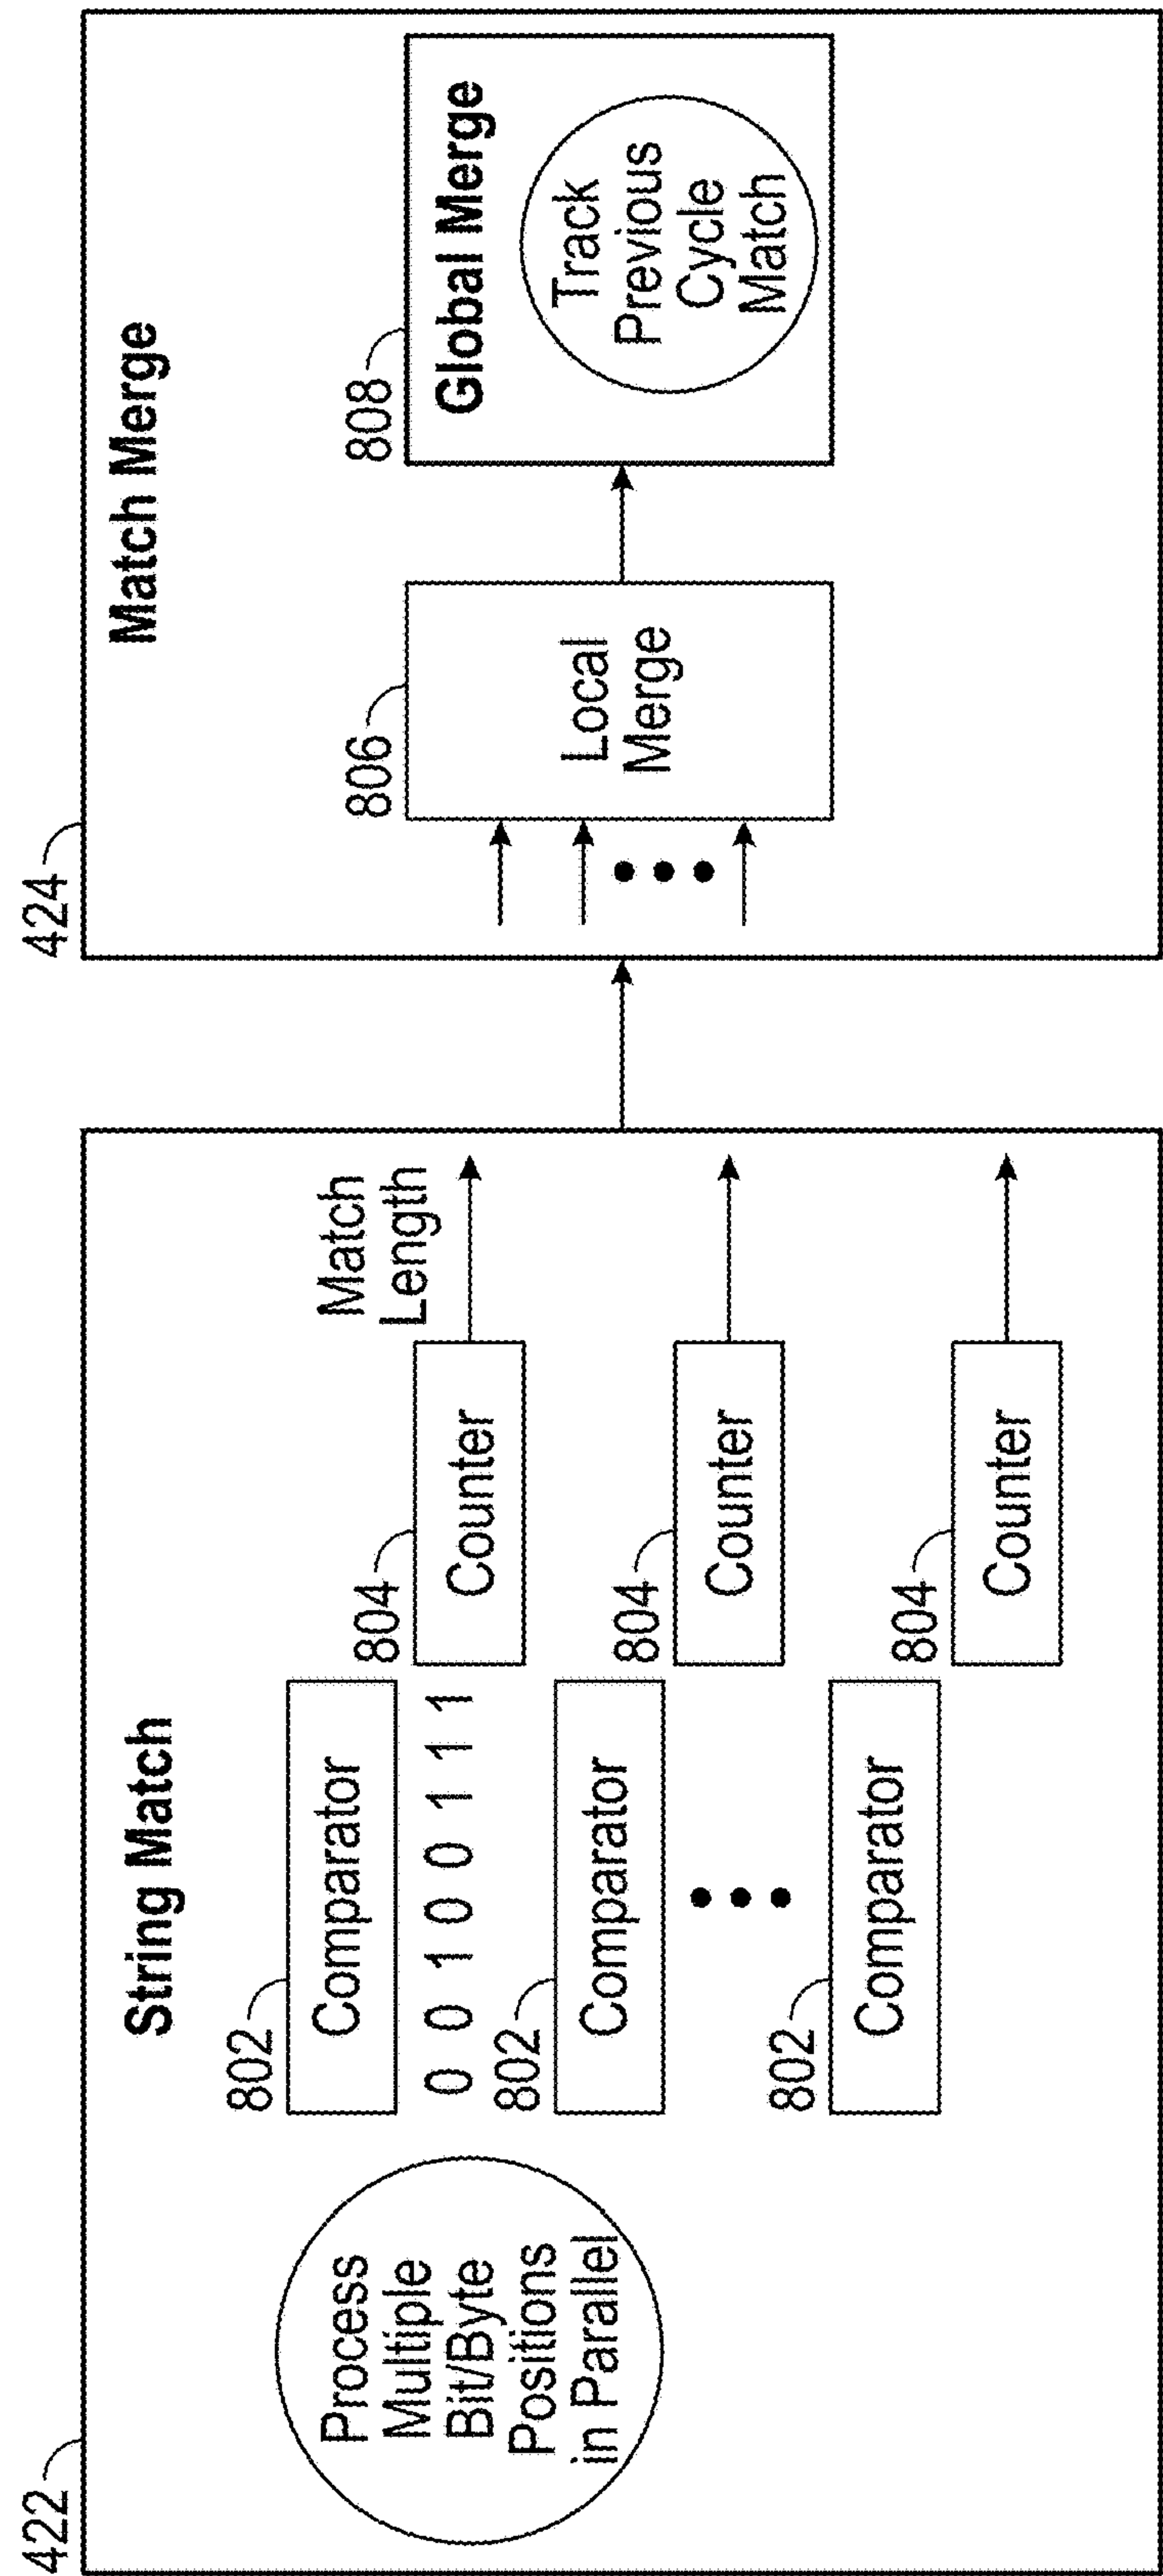 422
String Match
Process
Multiple
Bit/Byte
Positions
in Parallel
802
Comparator
0 0 1 0 0 1 1 1
802
Comparator
802
Comparator
804
Counter
Match
Length
804
Counter
804
Counter
424
Match Merge
806
Local
Merge
808
Global Merge
Track
Previous
Cycle
Match